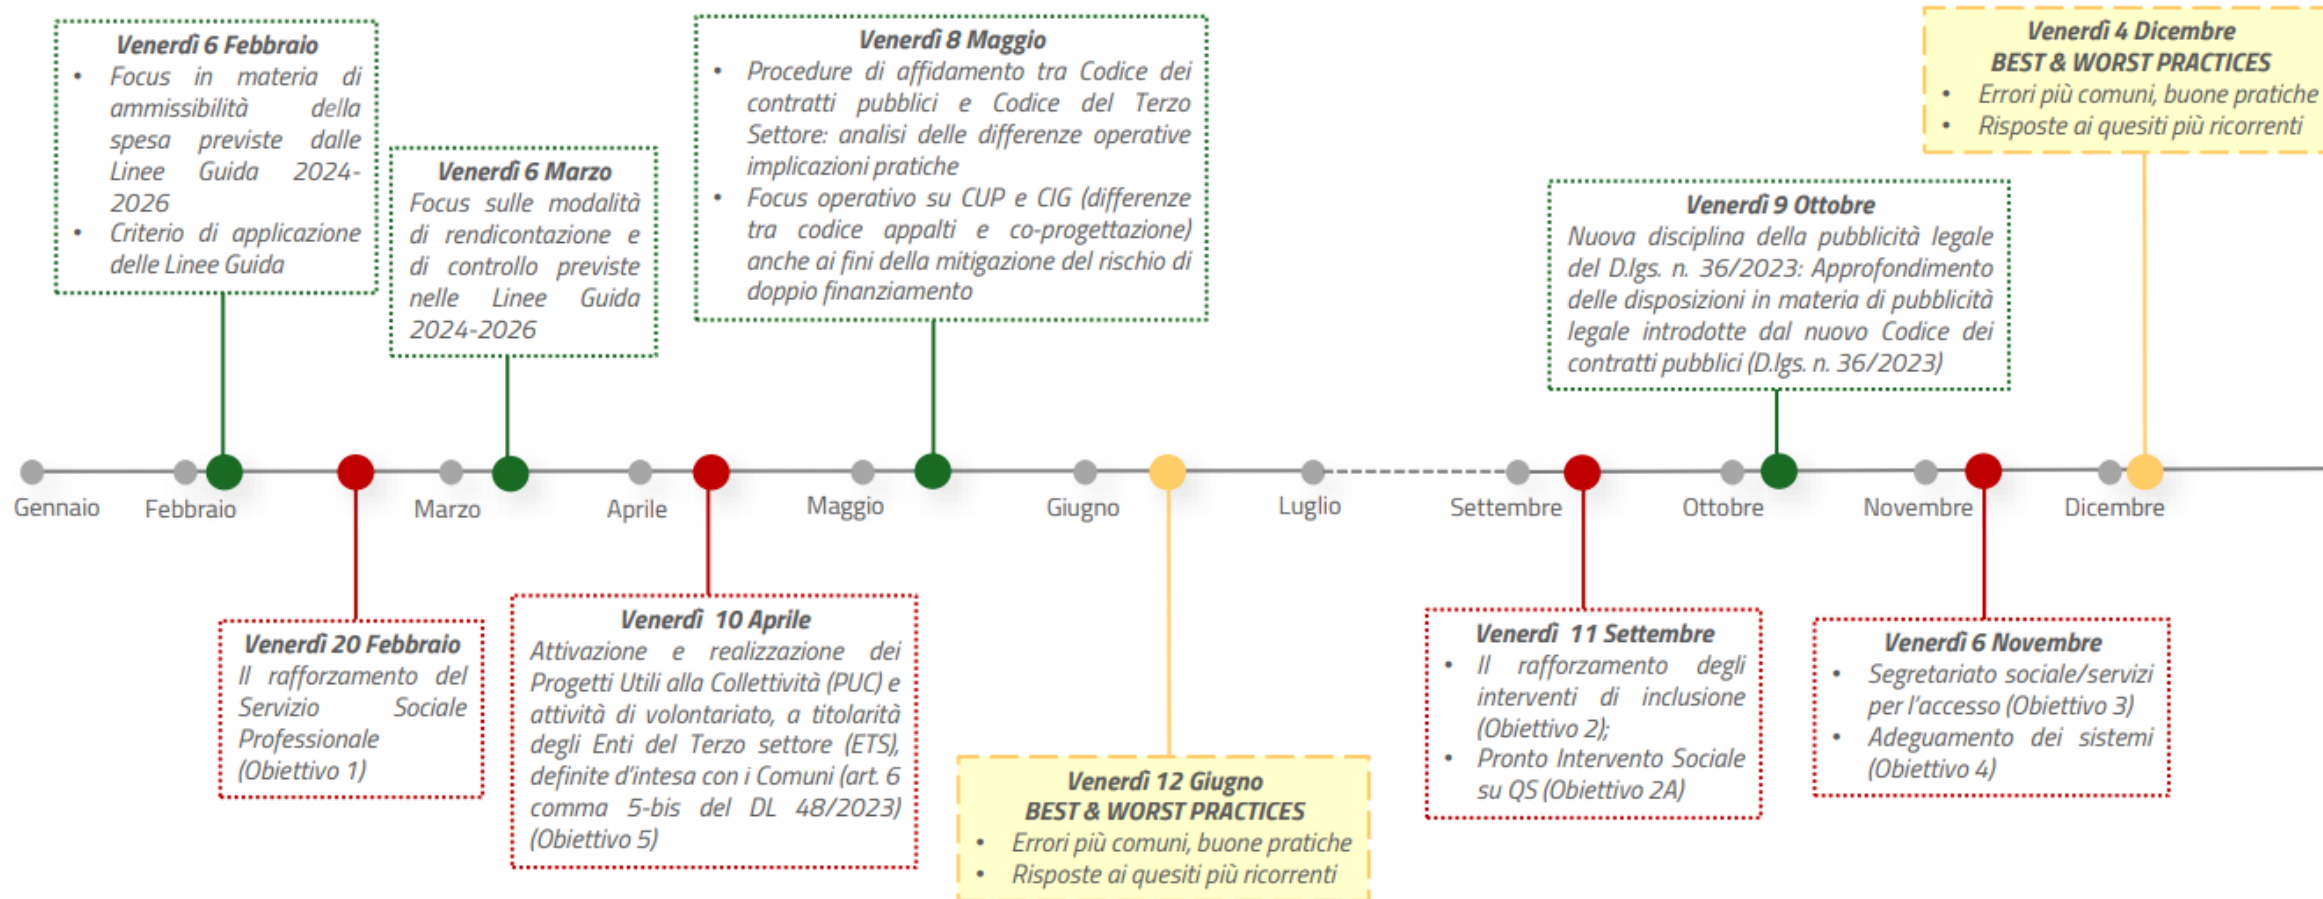 Venerdì 6 Febbraio
• Focus in materia di
ammissibilità della
spesa previste dalle
Linee Guida 2024-
2026
• Criterio di applicazione
delle Linee Guida
Venerdì 6 Marzo
Focus sulle modalità
di rendicontazione e
di controllo previste
nelle Linee Guida
2024-2026
Venerdì 8 Maggio
• Procedure di affidamento tra Codice dei
contratti pubblici e Codice del Terzo
Settore: analisi delle differenze operative
implicazioni pratiche
• Focus operativo su CUP e CIG (differenze
tra codice appalti e co-progettazione)
anche ai fini della mitigazione del rischio di
doppio finanziamento
Venerdì 9 Ottobre
Nuova disciplina della pubblicità legale
del D.lgs. n. 36/2023: Approfondimento
delle disposizioni in materia di pubblicità
legale introdotte dal nuovo Codice dei
contratti pubblici (D.lgs. n. 36/2023)
Venerdì 4 Dicembre
BEST & WORST PRACTICES
• Errori più comuni, buone pratiche
• Risposte ai quesiti più ricorrenti
Gennaio
Febbraio
Marzo
Aprile
Maggio
Giugno
Luglio
Settembre
Ottobre
Novembre
Dicembre
Venerdì 20 Febbraio
Il rafforzamento del
Servizio Sociale
Professionale
(Obiettivo 1)
Venerdì 10 Aprile
Attivazione e realizzazione dei
Progetti Utili alla Collettività (PUC) e
attività di volontariato, a titolarità
degli Enti del Terzo settore (ETS),
definite d'intesa con i Comuni (art. 6
comma 5-bis del DL 48/2023)
(Obiettivo 5)
Venerdì 12 Giugno
BEST & WORST PRACTICES
• Errori più comuni, buone pratiche
• Risposte ai quesiti più ricorrenti
Venerdì 11 Settembre
• Il rafforzamento degli
interventi di inclusione
(Obiettivo 2);
• Pronto Intervento Sociale
su QS (Obiettivo 2A)
Venerdì 6 Novembre
• Segretariato sociale/servizi
per l'accesso (Obiettivo 3)
• Adeguamento dei sistemi
(Obiettivo 4)